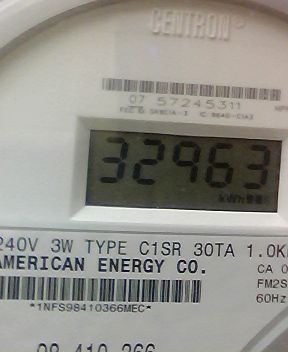 CENTRON®
07 57245311
32963
kWh
240V 3W TYPE C1SR 30TA 1.0K
AMERICAN ENERGY CO.
CA 0
FM2S
60Hz
*1NFS98410366MEC*
98 410 366